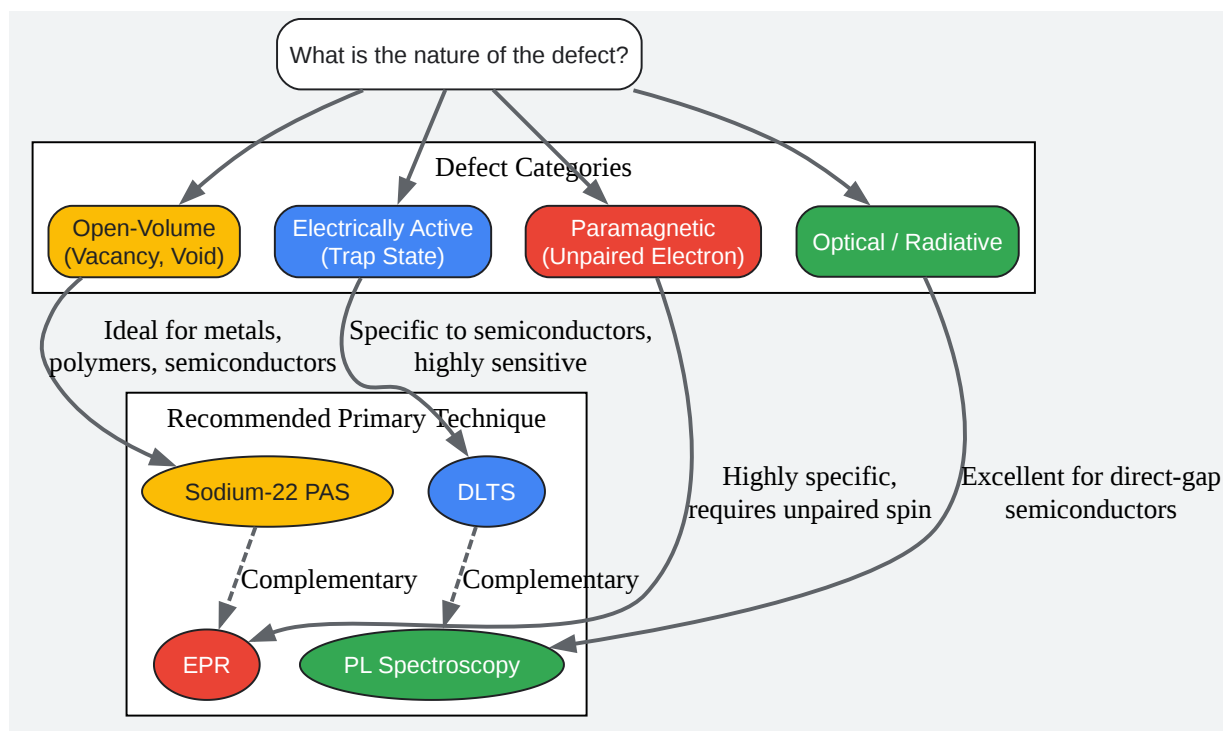 What is the nature of the defect?
Defect Categories
Open-Volume
(Vacancy, Void)
Electrically Active
(Trap State)
Paramagnetic
(Unpaired Electron)
Optical / Radiative
Ideal for metals,
polymers, semiconductors
Specific to semiconductors,
highly sensitive
Recommended Primary Technique
Sodium-22 PAS
DLTS
Highly specific,
requires unpaired spin
Excellent for direct-gap
semiconductors
Complementary
Complementary
EPR
PL Spectroscopy